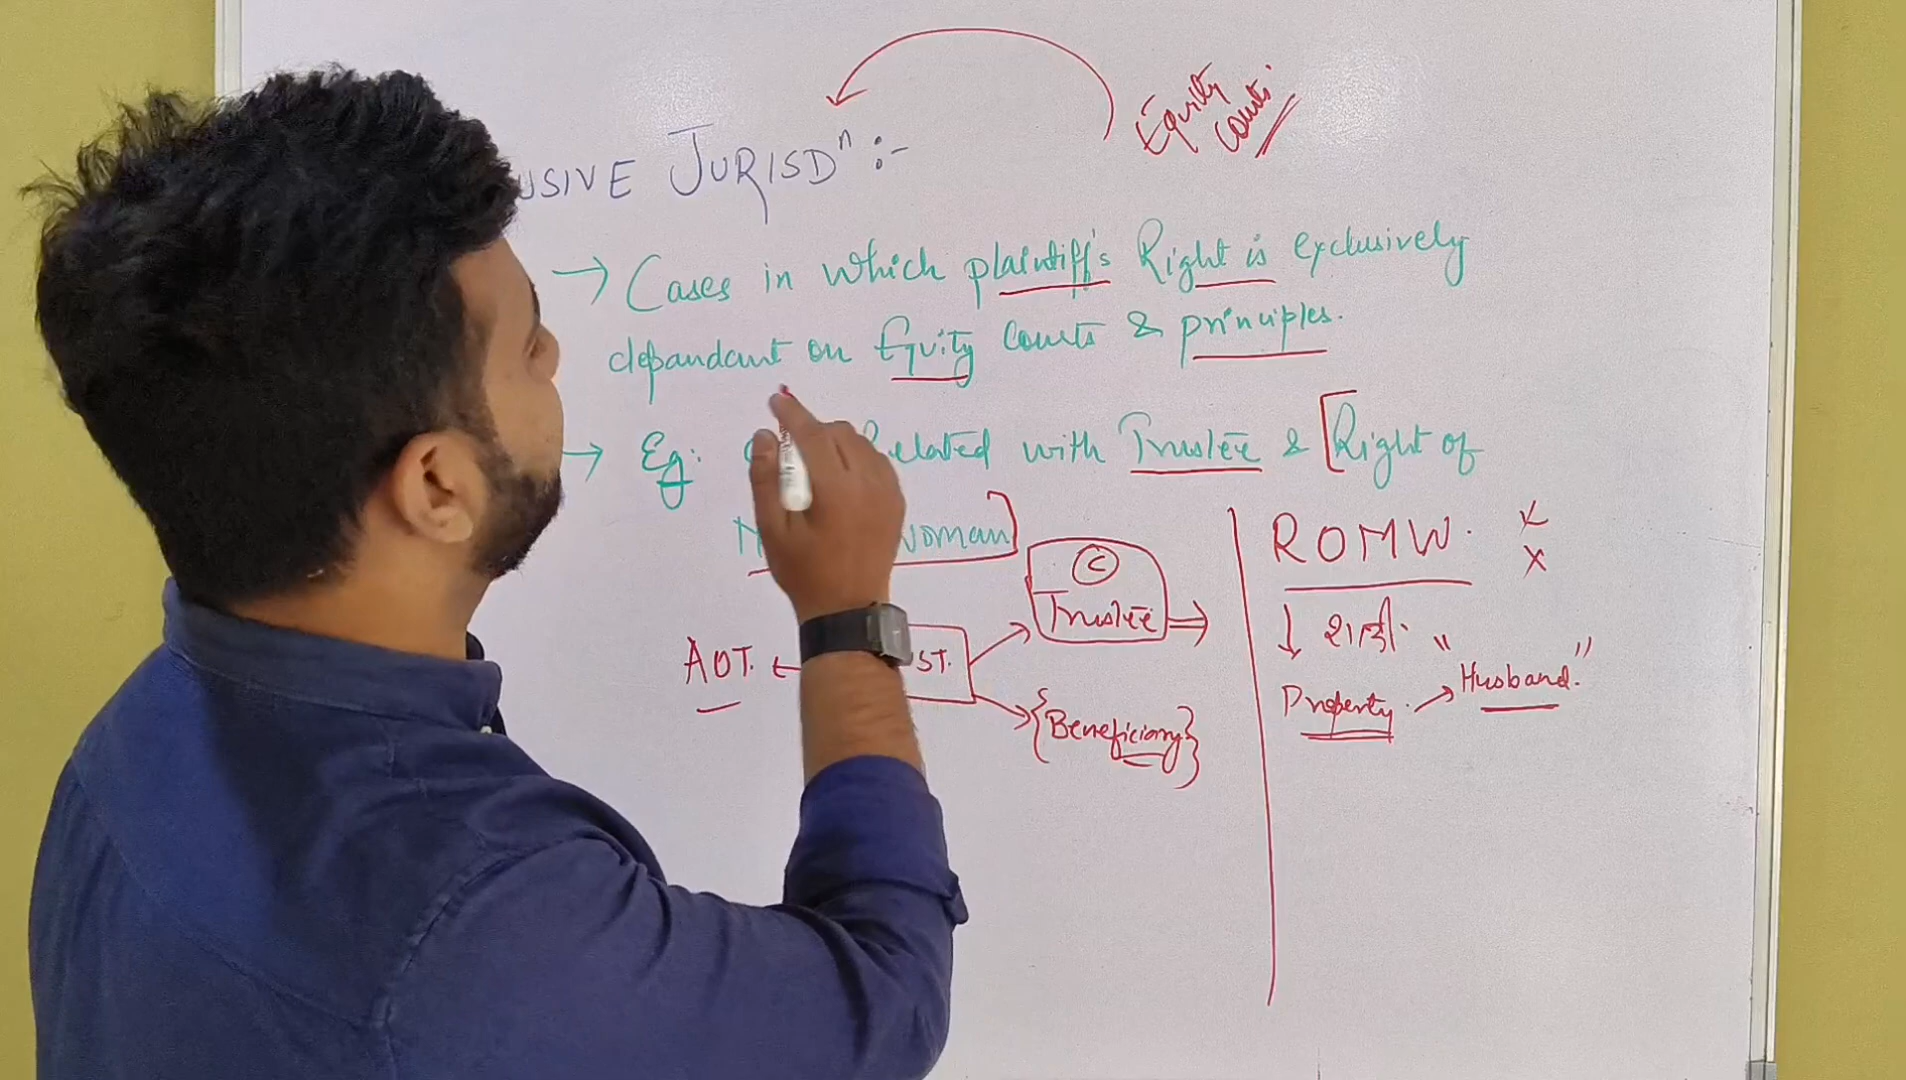 Equity
Courts
USIVE JURISDⁿ :-
→ Cases in which plaintiff's Right is exclusively
depandant on Equity Courts & principles.
→ Eg: Related with Trustee & [Right of
woman]
ROMW.
©
Trustee
AOT. ← ST.
{Beneficiary}
Property → "Husband."